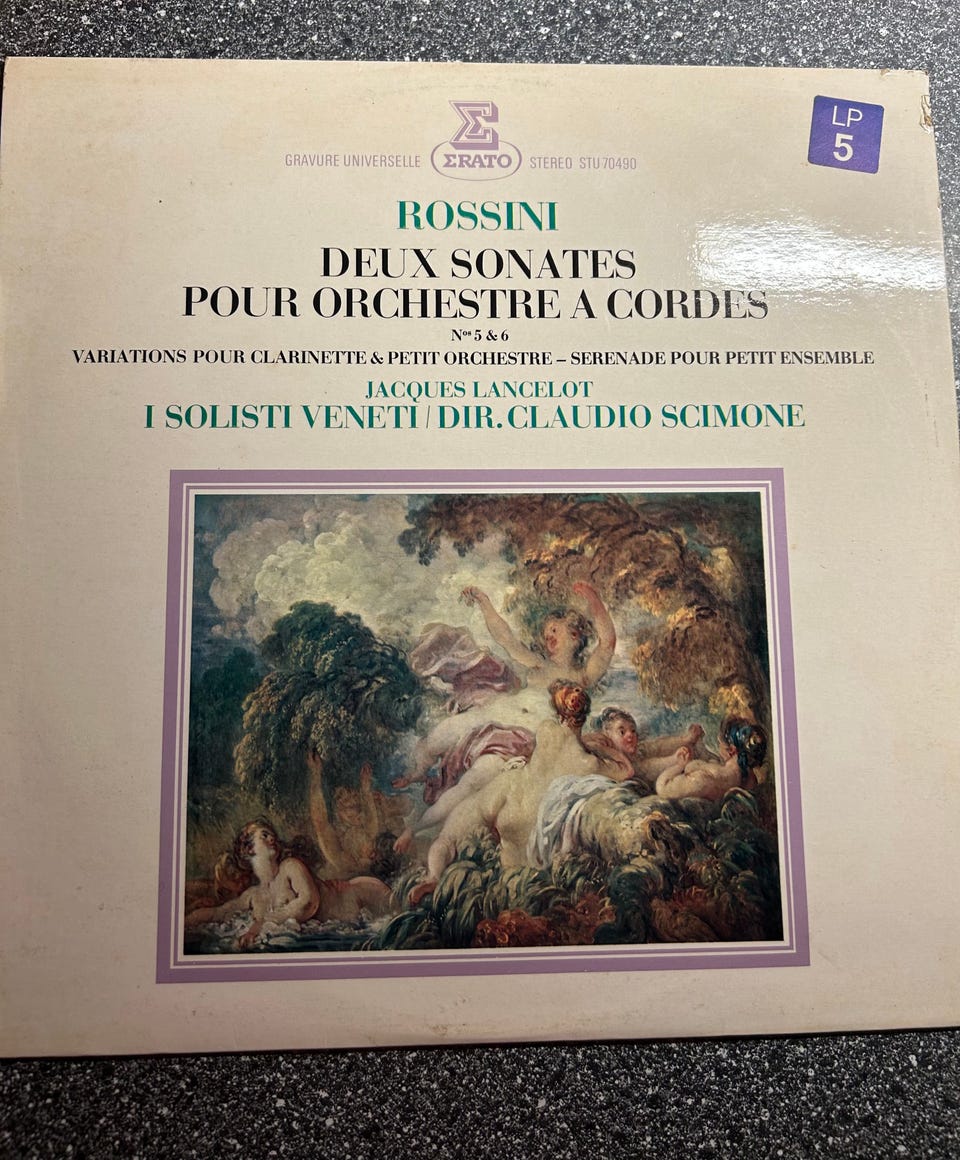 LP
5
GRAVURE UNIVERSELLE ΣRATO STEREO STU 70490
ROSSINI
DEUX SONATES
POUR ORCHESTRE A CORDES
Nos 5 & 6
VARIATIONS POUR CLARINETTE & PETIT ORCHESTRE – SERENADE POUR PETIT ENSEMBLE
JACQUES LANCELOT
I SOLISTI VENETI / DIR. CLAUDIO SCIMONE